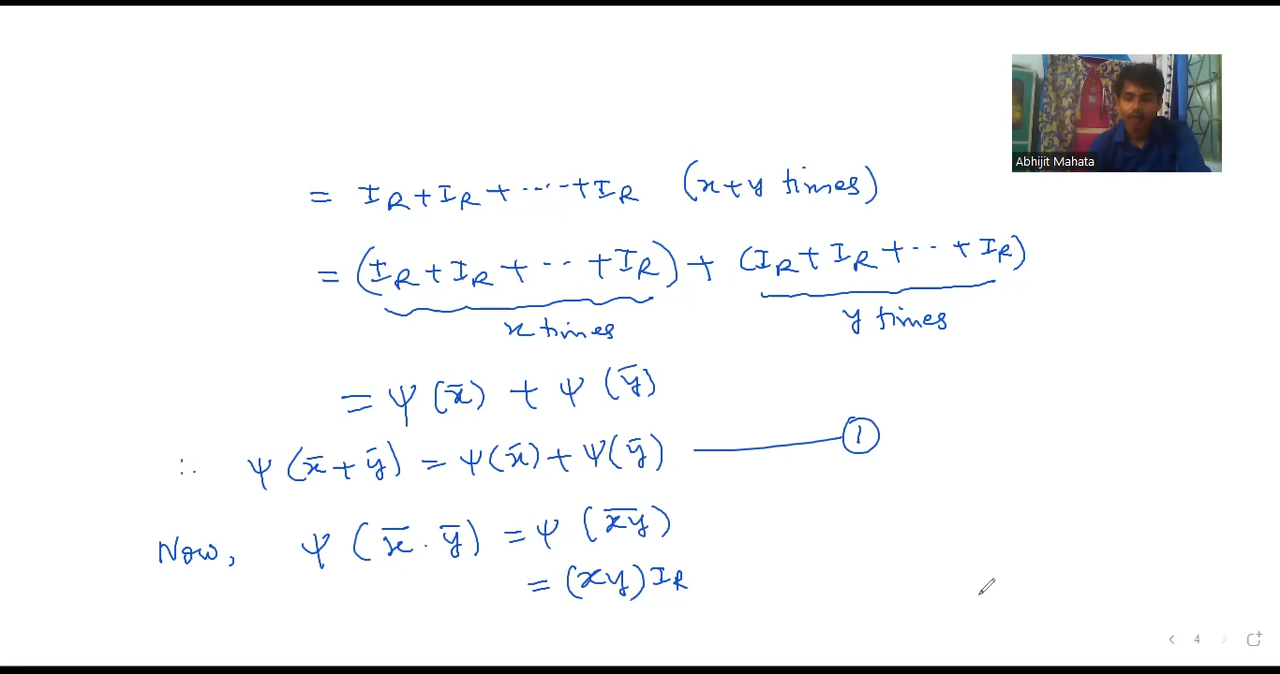 Abhijit Mahata
= I_R + I_R + ---- + I_R (x+y times)
= (I_R + I_R + -- + I_R) + (I_R + I_R + -- + I_R)
x times y times
= Ψ(x̄) + Ψ(ȳ)
∴ Ψ(x̄ + ȳ) = Ψ(x̄) + Ψ(ȳ) —— ①
Now, Ψ(x̄ . ȳ) = Ψ(x̅y̅)
= (xy) I_R
4